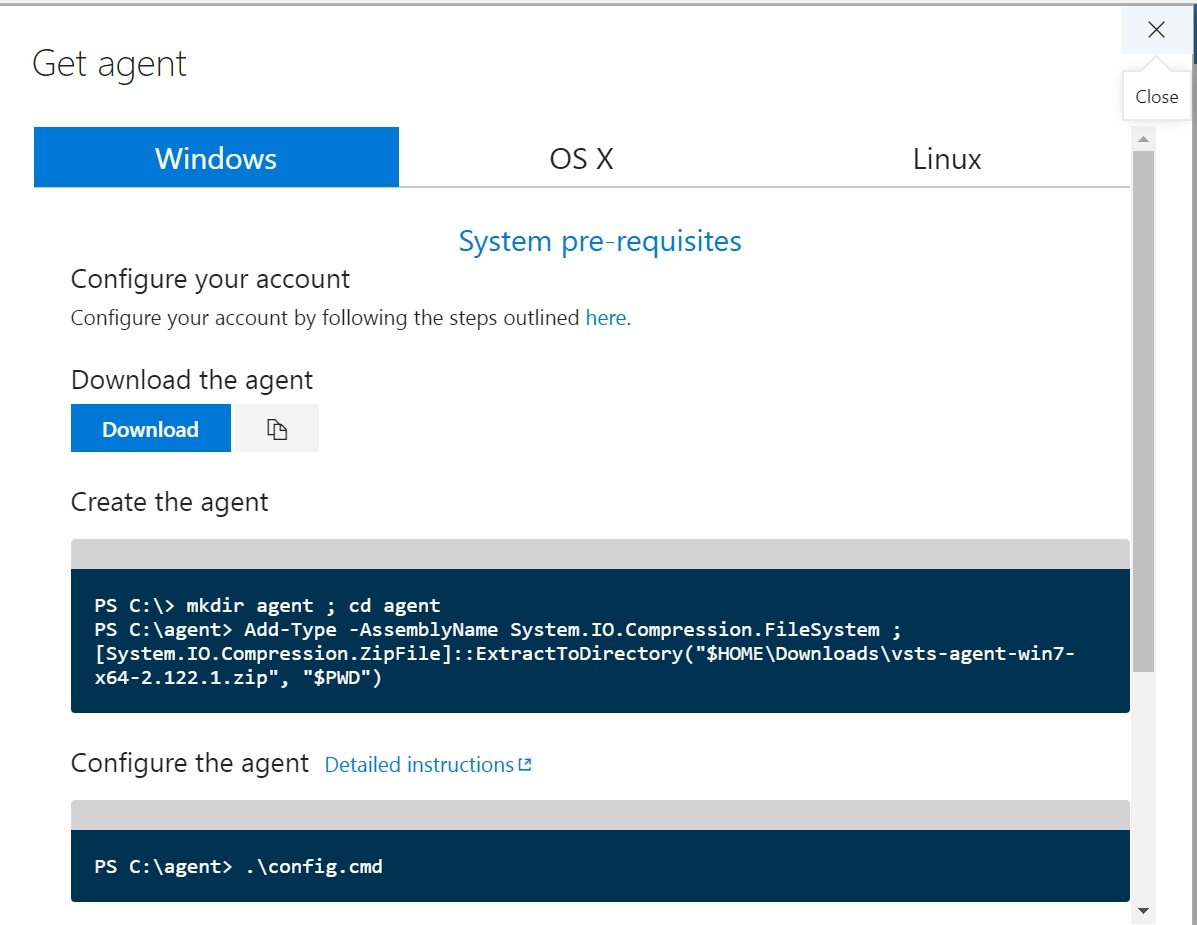 Get agent
Close
Windows
OS X
Linux
System pre-requisites
Configure your account
Configure your account by following the steps outlined here.
Download the agent
Download
Create the agent
PS C:\> mkdir agent ; cd agent
PS C:\agent> Add-Type -AssemblyName System.IO.Compression.FileSystem ;
[System.IO.Compression.ZipFile]::ExtractToDirectory("$HOME\Downloads\vsts-agent-win7-
x64-2.122.1.zip", "$PWD")
Configure the agent Detailed instructions
PS C:\agent> .\config.cmd